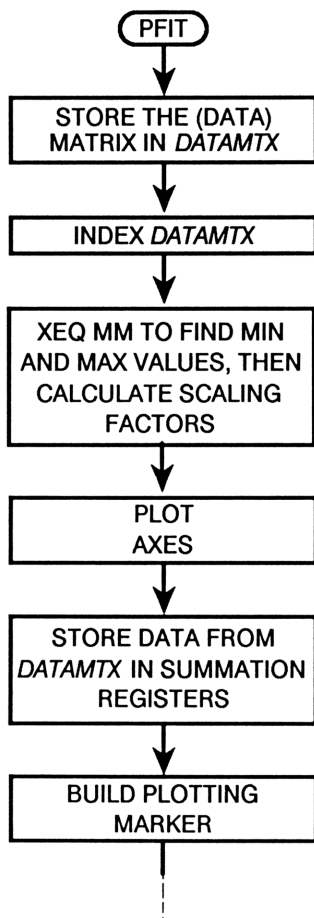 PFIT
STORE THE (DATA)
MATRIX IN DATAMTX
INDEX DATAMTX
XEQ MM TO FIND MIN
AND MAX VALUES, THEN
CALCULATE SCALING
FACTORS
PLOT
AXES
STORE DATA FROM
DATAMTX IN SUMMATION
REGISTERS
BUILD PLOTTING
MARKER